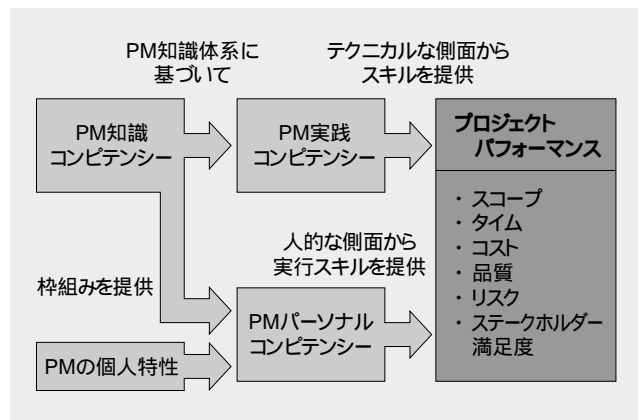 PM知識体系に
基づいて
テクニカルな側面から
スキルを提供
PM知識
コンピテンシー
PM実践
コンピテンシー
プロジェクト
パフォーマンス
・ スコープ
・ タイム
・ コスト
・ 品質
・ リスク
・ ステークホルダー
満足度
人的な側面から
実行スキルを提供
枠組みを提供
PMパーソナル
コンピテンシー
PMの個人特性